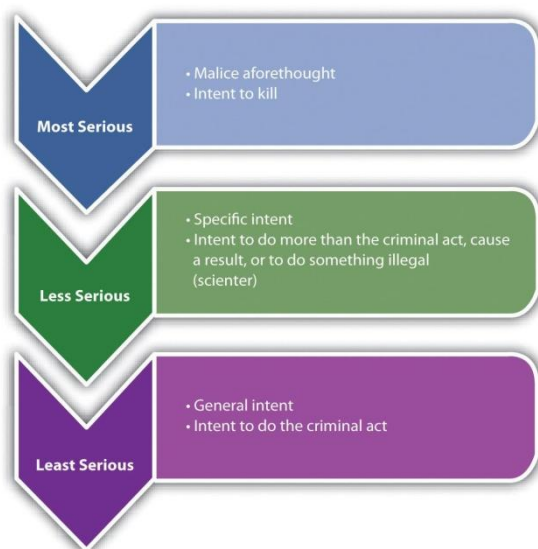 Most Serious
• Malice aforethought
• Intent to kill
Less Serious
• Specific intent
• Intent to do more than the criminal act, cause
a result, or to do something illegal
(scienter)
Least Serious
• General intent
• Intent to do the criminal act